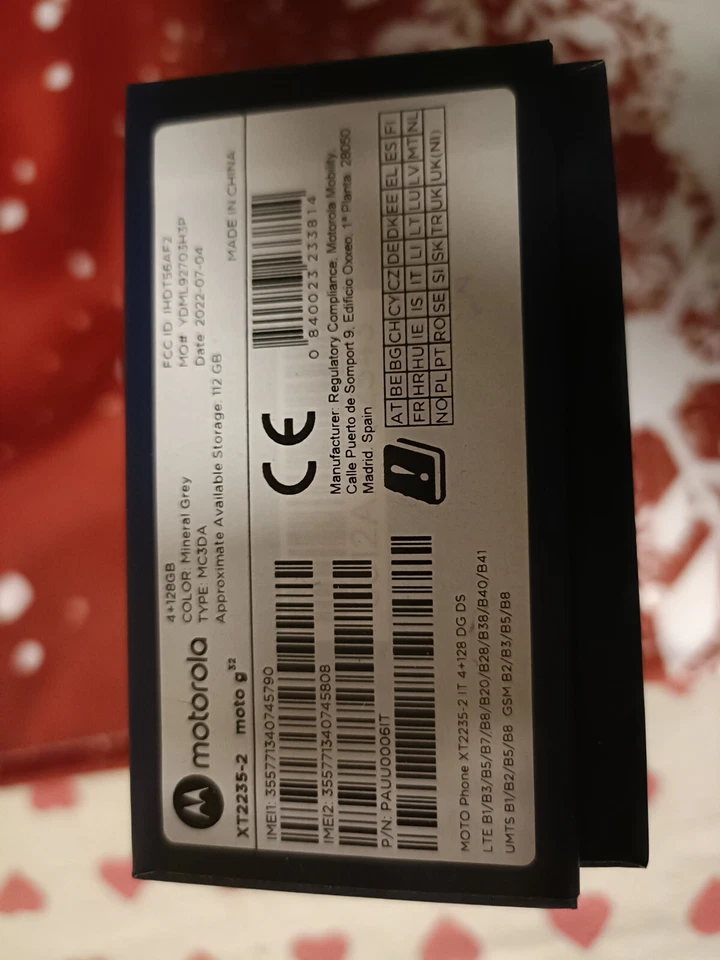 motorola
XT2235-2 moto g32
4+128GB
COLOR: Mineral Grey
TYPE: MC3DA
Approximate Available Storage: 112 GB
FCC ID: IHDT56AF2
MO#: YDML92703H3P
Date: 2022-07-04
MADE IN CHINA
IMEI1: 355771340745790
IMEI2: 355771340745808
P/N: PAUU0006IT
CE
0 840023 233814
Manufacturer: Regulatory Compliance, Motorola Mobility,
Calle Puerto de Somport 9, Edificio Oxxeo, 1ª Planta, 28050
Madrid. Spain
AT BE BG CH CY CZ DE DK EE EL ES FI
FR HR HU IE IS IT LI LT LU LV MT NL
NO PL PT RO SE SI SK TR UK UK(NI)
MOTO Phone XT2235-2 IT 4+128 DG DS
LTE B1/B3/B5/B7/B8/B20/B28/B38/B40/B41
UMTS B1/B2/B5/B8 GSM B2/B3/B5/B8